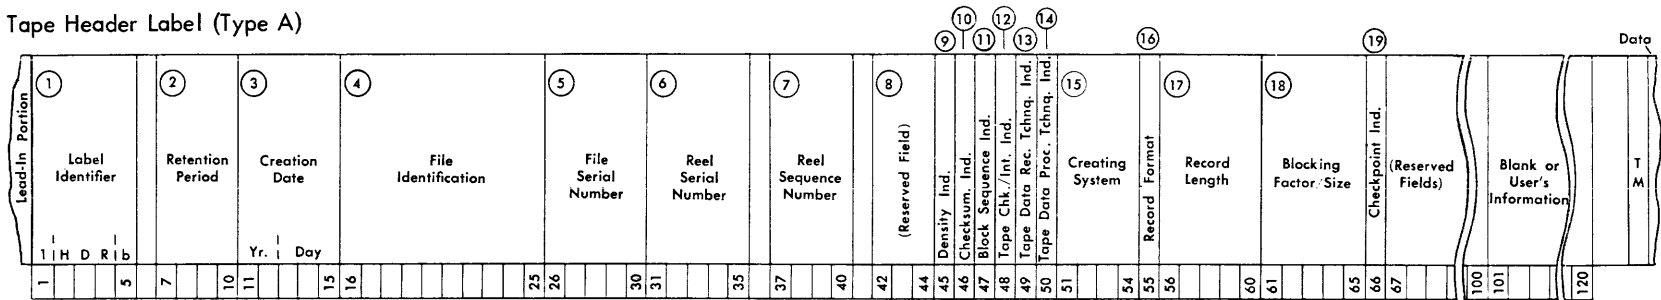 Tape Header Label (Type A)
9 10 11 12 13 14 16 19
Data
Lead-In Portion
1
Label
Identifier
1 H D R b
2
Retention
Period
3
Creation
Date
Yr. Day
4
File
Identification
5
File
Serial
Number
6
Reel
Serial
Number
7
Reel
Sequence
Number
8
(Reserved Field)
Density Ind.
Checksum. Ind.
Block Sequence Ind.
Tape Chk./Int. Ind.
Tape Data Rec. Tchnq. Ind.
Tape Data Proc. Tchnq. Ind.
15
Creating
System
Record Format
17
Record
Length
18
Blocking
Factor/Size
Checkpoint Ind.
(Reserved
Fields)
Blank or
User's
Information
T
M
1 5 7 10 11 15 16 25 26 30 31 35 37 40 42 44 45 46 47 48 49 50 51 54 55 56 60 61 65 66 67 100 101 120